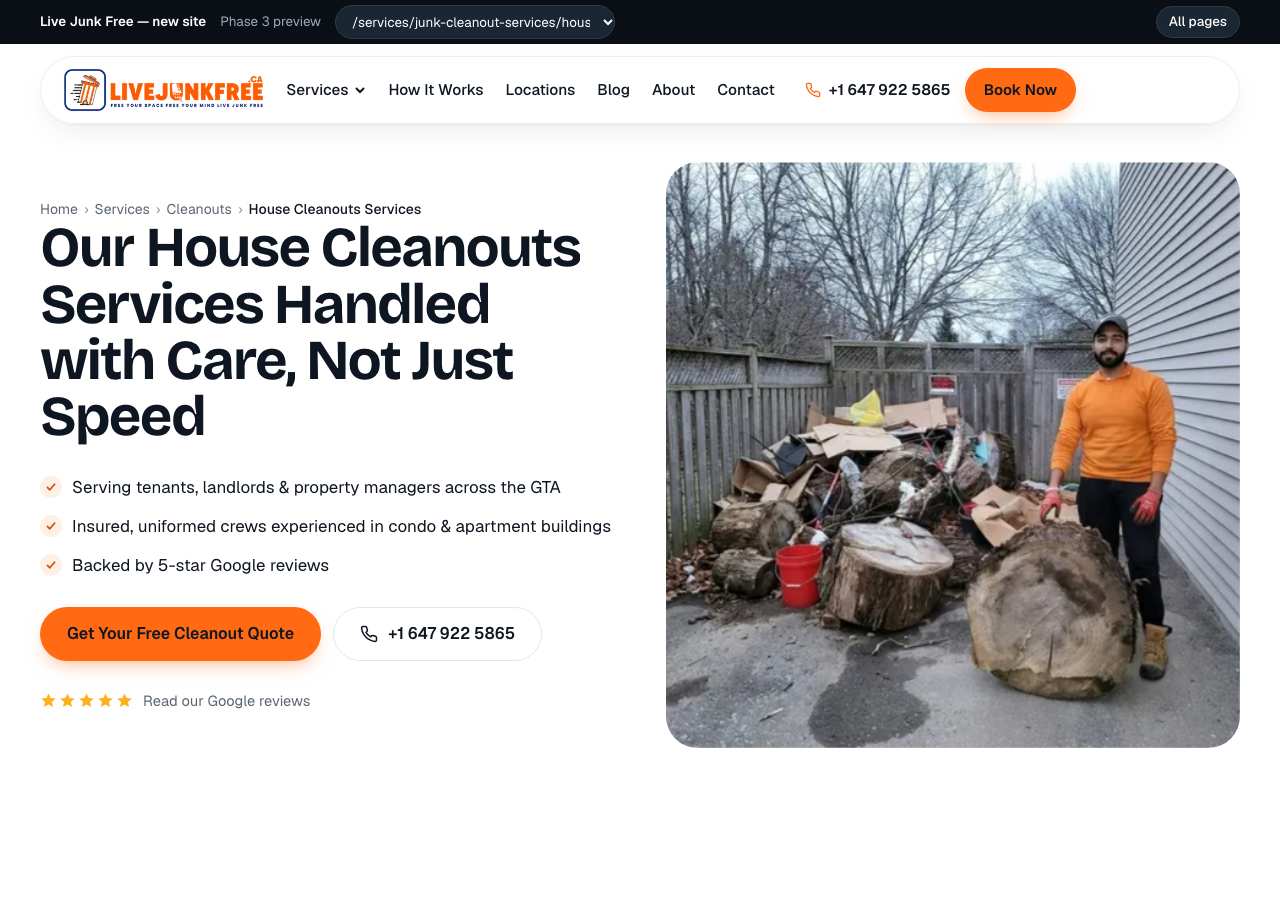 Live Junk Free — new site Phase 3 preview /services/junk-cleanout-services/hous All pages
LIVEJUNKFREE .CA
FREE YOUR SPACE FREE YOUR MIND LIVE JUNK FREE
Services How It Works Locations Blog About Contact +1 647 922 5865 Book Now
Home › Services › Cleanouts › House Cleanouts Services
Our House Cleanouts
Services Handled
with Care, Not Just
Speed
Serving tenants, landlords & property managers across the GTA
Insured, uniformed crews experienced in condo & apartment buildings
Backed by 5-star Google reviews
Get Your Free Cleanout Quote +1 647 922 5865
Read our Google reviews